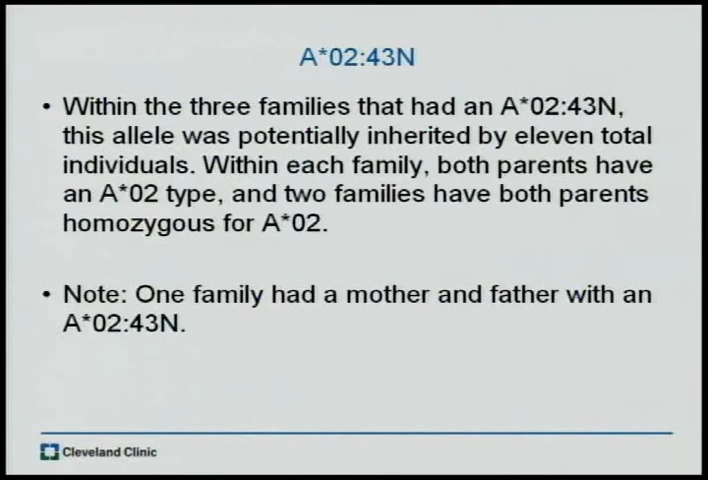 A*02:43N
• Within the three families that had an A*02:43N,
this allele was potentially inherited by eleven total
individuals. Within each family, both parents have
an A*02 type, and two families have both parents
homozygous for A*02.
• Note: One family had a mother and father with an
A*02:43N.
Cleveland Clinic